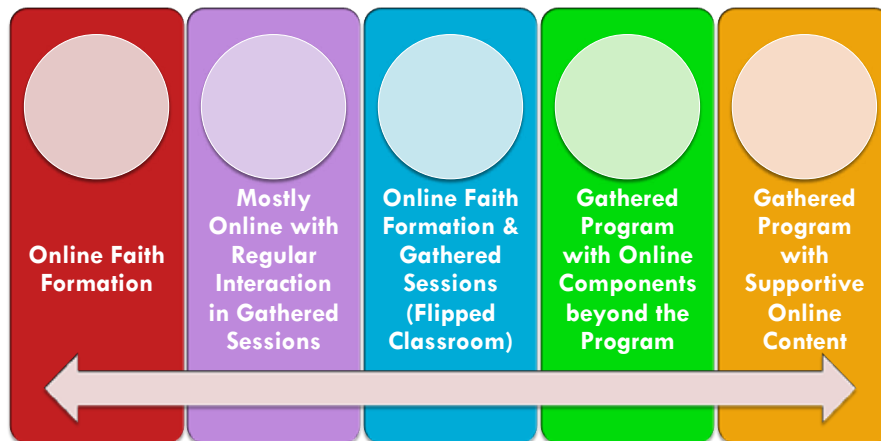 Online Faith
Formation
Mostly
Online with
Regular
Interaction
in Gathered
Sessions
Online Faith
Formation &
Gathered
Sessions
(Flipped
Classroom)
Gathered
Program
with Online
Components
beyond the
Program
Gathered
Program
with
Supportive
Online
Content